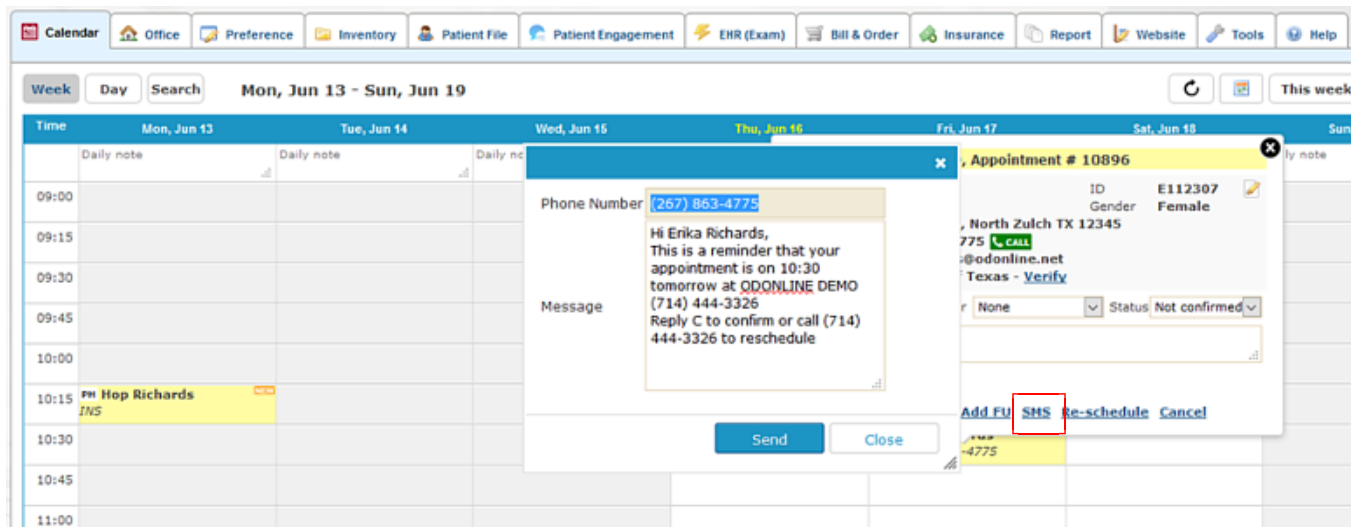 Calendar Office Preference Inventory Patient File Patient Engagement EHR (Exam) Bill & Order Insurance Report Website Tools Help
Week Day Search Mon, Jun 13 - Sun, Jun 19 This week
Time Mon, Jun 13 Tue, Jun 14 Wed, Jun 15 Thu, Jun 16 Fri, Jun 17 Sat, Jun 18 Sun
Daily note Daily note Daily no ly note
, Appointment # 10896
ID E112307
Gender Female
, North Zulch TX 12345
775 CALL
s@odonline.net
f Texas - Verify
r None Status Not confirmed
Add FU SMS Re-schedule Cancel
-4775
Phone Number (267) 863-4775
Message
Hi Erika Richards,
This is a reminder that your
appointment is on 10:30
tomorrow at ODONLINE DEMO
(714) 444-3326
Reply C to confirm or call (714)
444-3326 to reschedule
Send Close
09:00
09:15
09:30
09:45
10:00
10:15 PH Hop Richards NEW
INS
10:30
10:45
11:00